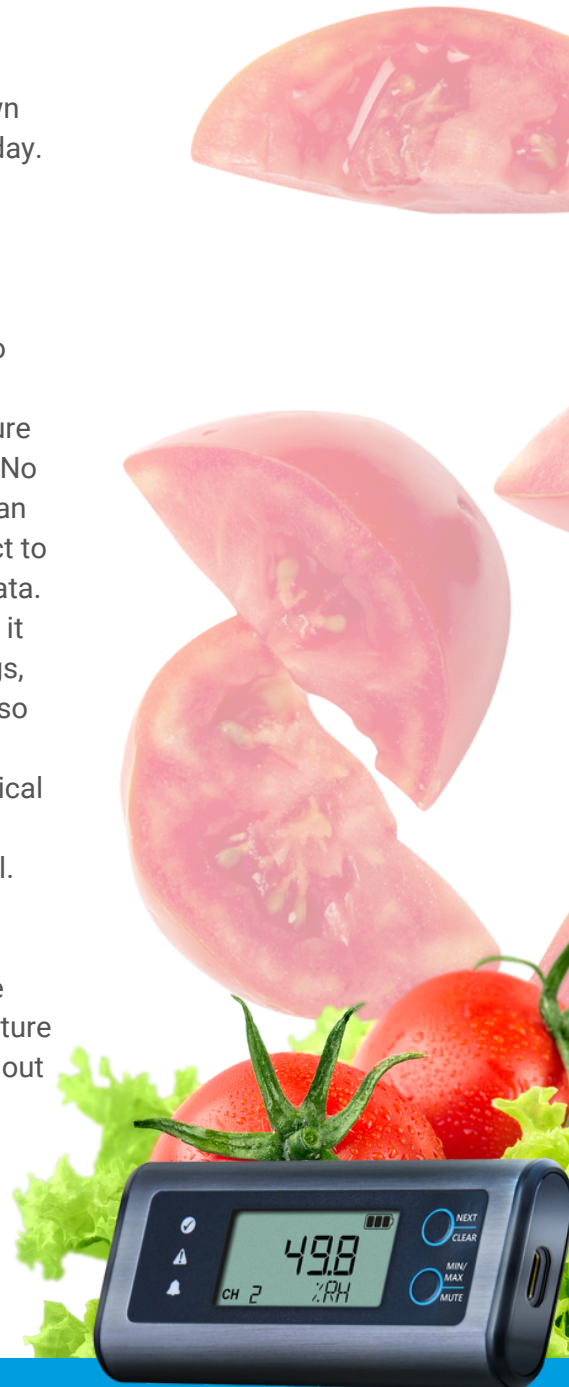 wn
day.
o
ure
No
an
ct to
ata.
it
gs,
so
ical
l.
e
ture
out
NEXT
CLEAR
49.8
MIN/
MAX
CH 2 %RH
MUTE